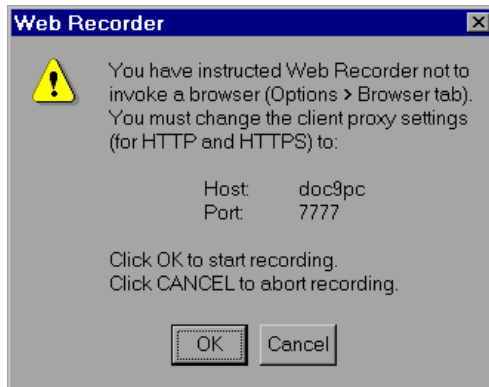 Web Recorder
You have instructed Web Recorder not to
invoke a browser (Options > Browser tab).
You must change the client proxy settings
(for HTTP and HTTPS) to:
Host: doc9pc
Port: 7777
Click OK to start recording.
Click CANCEL to abort recording.
OK Cancel